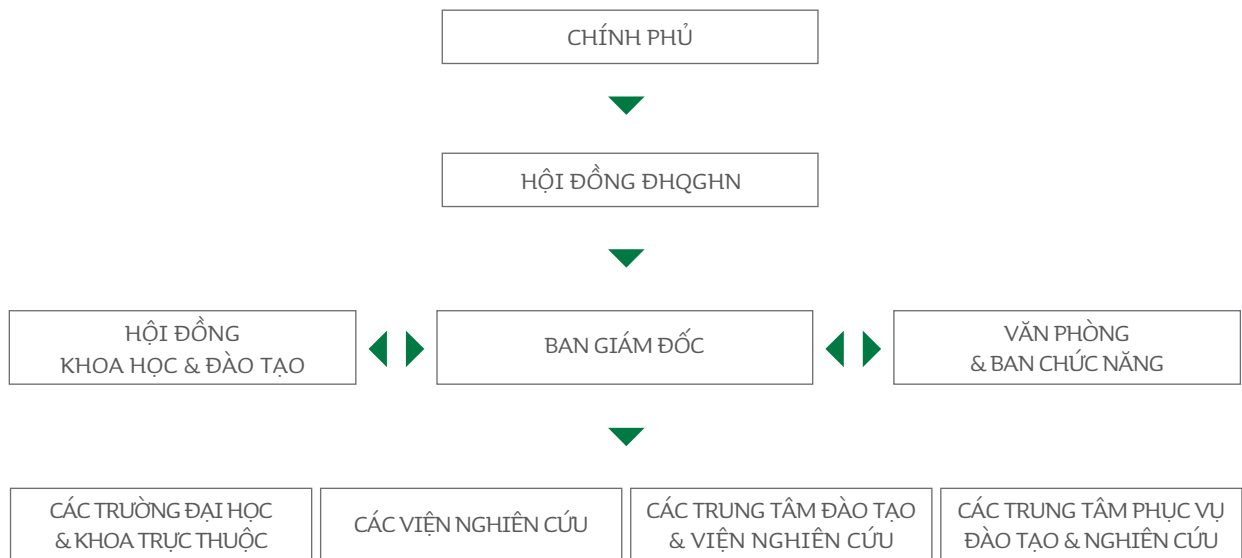 CHÍNH PHỦ
HỘI ĐỒNG ĐHQGHN
HỘI ĐỒNG
KHOA HỌC & ĐÀO TẠO
BAN GIÁM ĐỐC
VĂN PHÒNG
& BAN CHỨC NĂNG
CÁC TRƯỜNG ĐẠI HỌC
& KHOA TRỰC THUỘC
CÁC VIỆN NGHIÊN CỨU
CÁC TRUNG TÂM ĐÀO TẠO
& VIỆN NGHIÊN CỨU
CÁC TRUNG TÂM PHỤC VỤ
ĐÀO TẠO & NGHIÊN CỨU